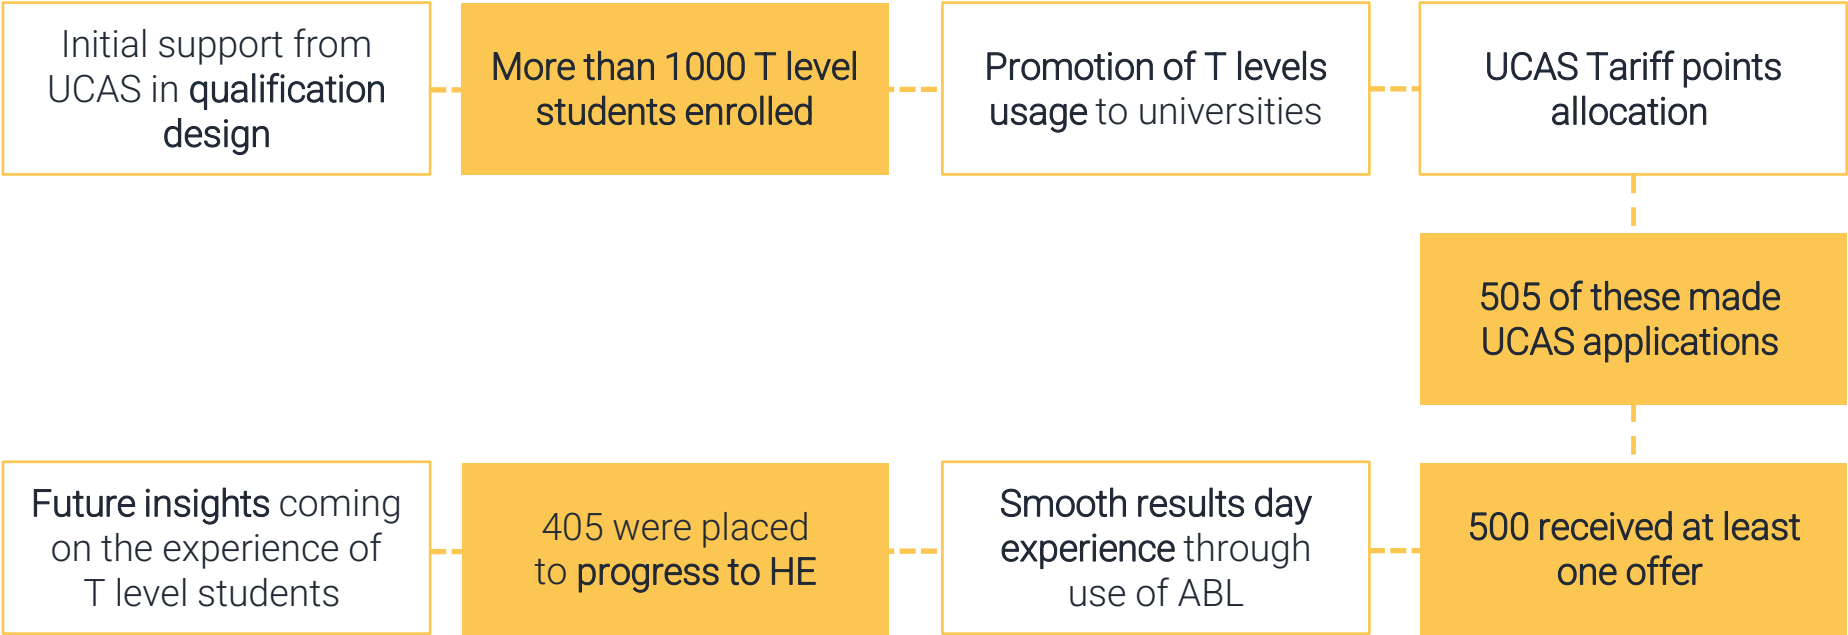 Initial support from
UCAS in qualification
design
More than 1000 T level
students enrolled
Promotion of T levels
usage to universities
UCAS Tariff points
allocation
505 of these made
UCAS applications
500 received at least
one offer
Smooth results day
experience through
use of ABL
405 were placed
to progress to HE
Future insights coming
on the experience of
T level students